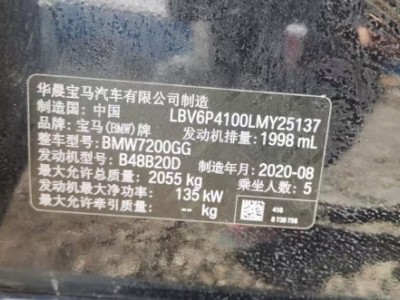 华晨宝马汽车有限公司制造
制造国：中国 LBV6P4100LMY25137
品牌：宝马(BMW)牌 发动机排量：1998 mL
整车型号：BMW7200GG
发动机型号：B48B20D 制造年月：2020-08
最大允许总质量：2055 kg 乘坐人数：5
发动机最大净功率：135 kW
最大允许牵引质量：-- kg
416